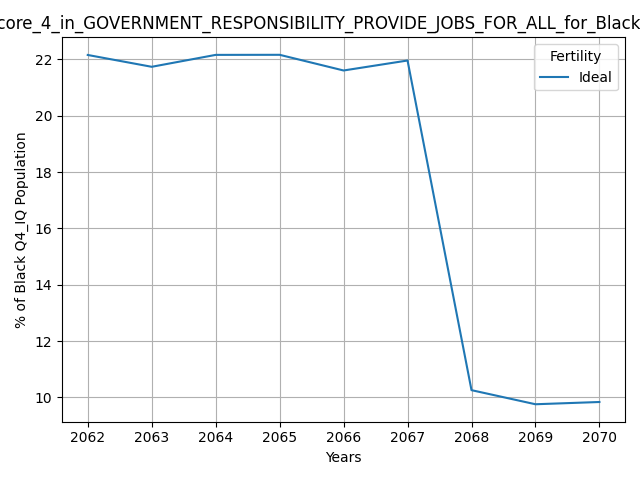 core_4_in_GOVERNMENT_RESPONSIBILITY_PROVIDE_JOBS_FOR_ALL_for_Black
Fertility
Ideal
% of Black Q4_IQ Population
22
20
18
16
14
12
10
2062 2063 2064 2065 2066 2067 2068 2069 2070
Years